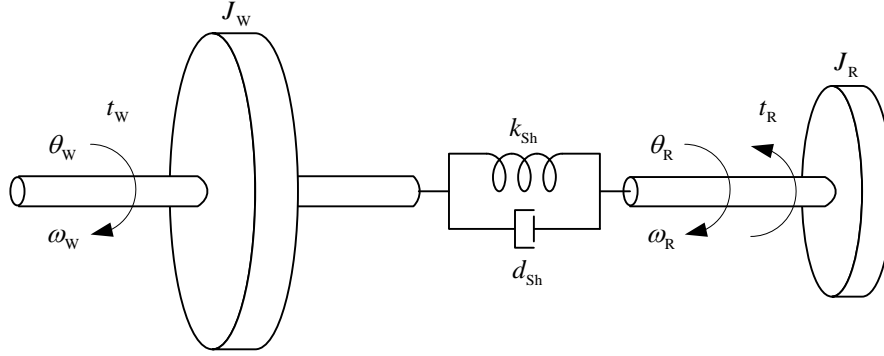 J_W
J_R
t_W
t_R
k_Sh
θ_W
θ_R
ω_W
ω_R
d_Sh